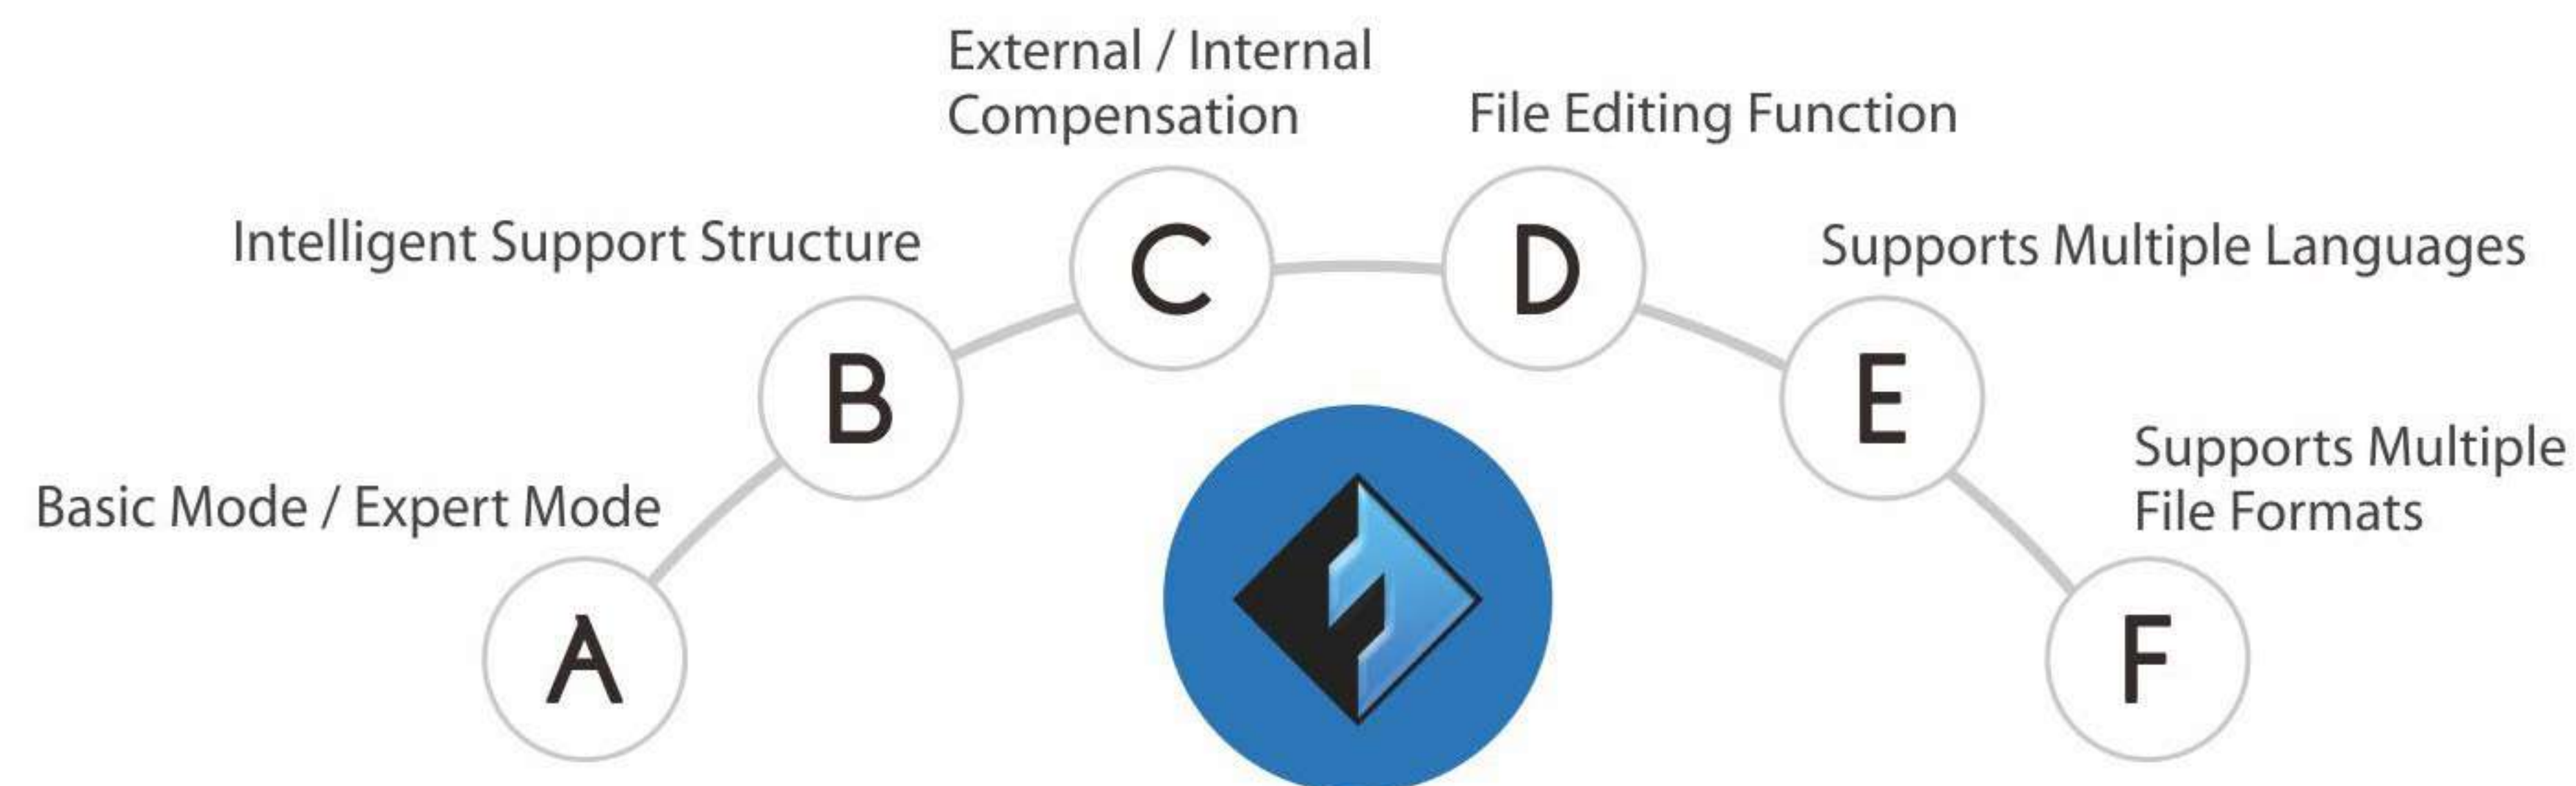 External / Internal
Compensation
File Editing Function
Intelligent Support Structure
Supports Multiple Languages
Basic Mode / Expert Mode
Supports Multiple
File Formats
A
B
C
D
E
F